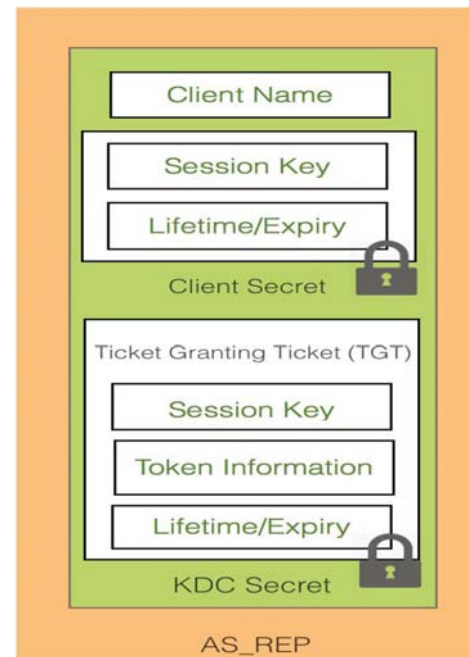 Client Name
Session Key
Lifetime/Expiry
Client Secret
Ticket Granting Ticket (TGT)
Session Key
Token Information
Lifetime/Expiry
KDC Secret
AS_REP